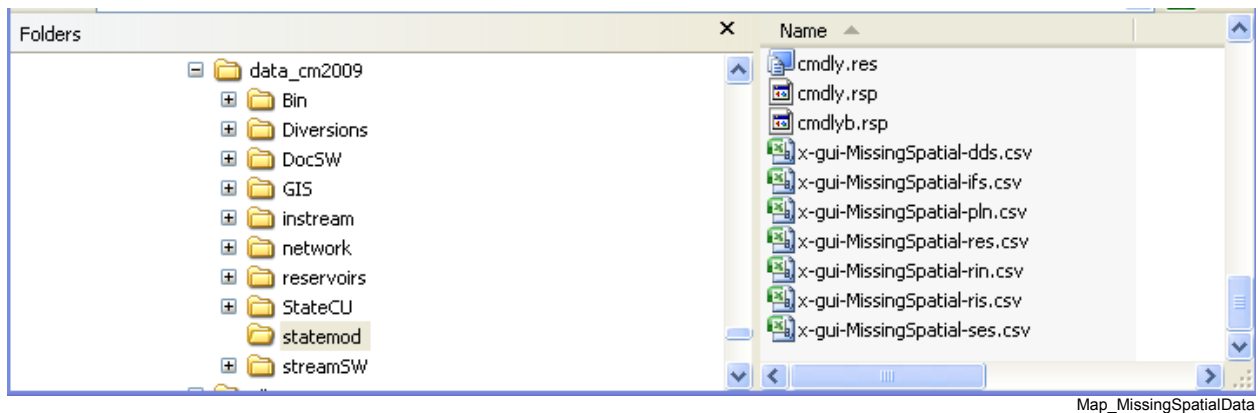 Folders
data_cm2009
Bin
Diversions
DocSW
GIS
instream
network
reservoirs
StateCU
statemod
streamSW
Name
cmdly.res
cmdly.rsp
cmdlyb.rsp
x-gui-MissingSpatial-dds.csv
x-gui-MissingSpatial-ifs.csv
x-gui-MissingSpatial-pln.csv
x-gui-MissingSpatial-res.csv
x-gui-MissingSpatial-rin.csv
x-gui-MissingSpatial-ris.csv
x-gui-MissingSpatial-ses.csv
Map_MissingSpatialData